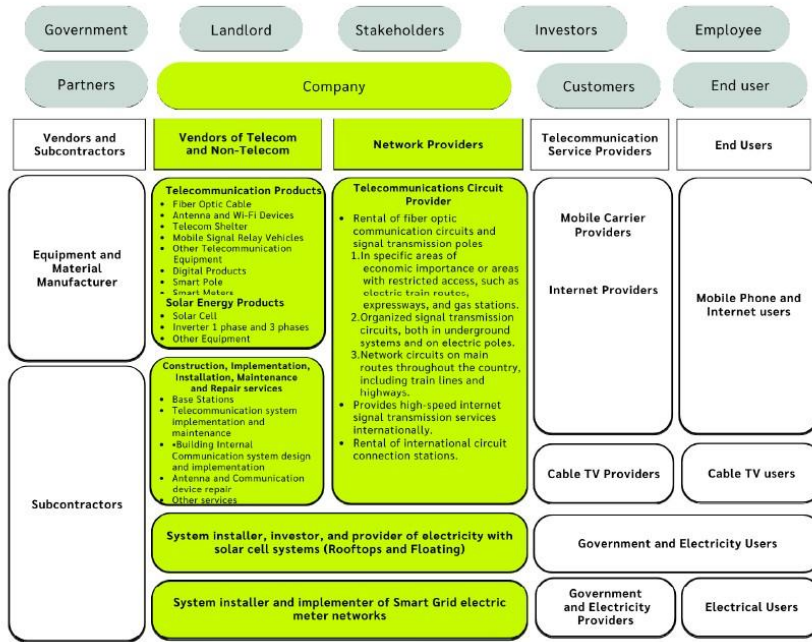 Government
Landlord
Stakeholders
Investors
Employee
Partners
Company
Customers
End user
Vendors and
Subcontractors
Vendors of Telecom
and Non-Telecom
Network Providers
Telecommunication
Service Providers
End Users
Equipment and
Material
Manufacturer
Subcontractors
Telecommunication Products
• Fiber Optic Cable
• Antenna and Wi-Fi Devices
• Telecom Shelter
• Mobile Signal Relay Vehicles
• Other Telecommunication
Equipment
• Digital Products
• Smart Pole
• Smart Meters
Solar Energy Products
• Solar Cell
• Inverter 1 phase and 3 phases
• Other Equipment
Construction, Implementation,
Installation, Maintenance
and Repair services
• Base Stations
• Telecommunication system
implementation and
maintenance
• •Building Internal
Communication system design
and implementation
• Antenna and Communication
device repair
• Other services
Telecommunications Circuit
Provider
• Rental of fiber optic
communication circuits and
signal transmission poles
1.In specific areas of
economic importance or areas
with restricted access, such as
electric train routes,
expressways, and gas stations.
2.Organized signal transmission
circuits, both in underground
systems and on electric poles.
3.Network circuits on main
routes throughout the country,
including train lines and
highways.
• Provides high-speed internet
signal transmission services
internationally.
• Rental of international circuit
connection stations.
Mobile Carrier
Providers
Internet Providers
Mobile Phone and
Internet users
Cable TV Providers
Cable TV users
System installer, investor, and provider of electricity with
solar cell systems (Rooftops and Floating)
Government and Electricity Users
System installer and implementer of Smart Grid electric
meter networks
Government
and Electricity
Providers
Electrical Users